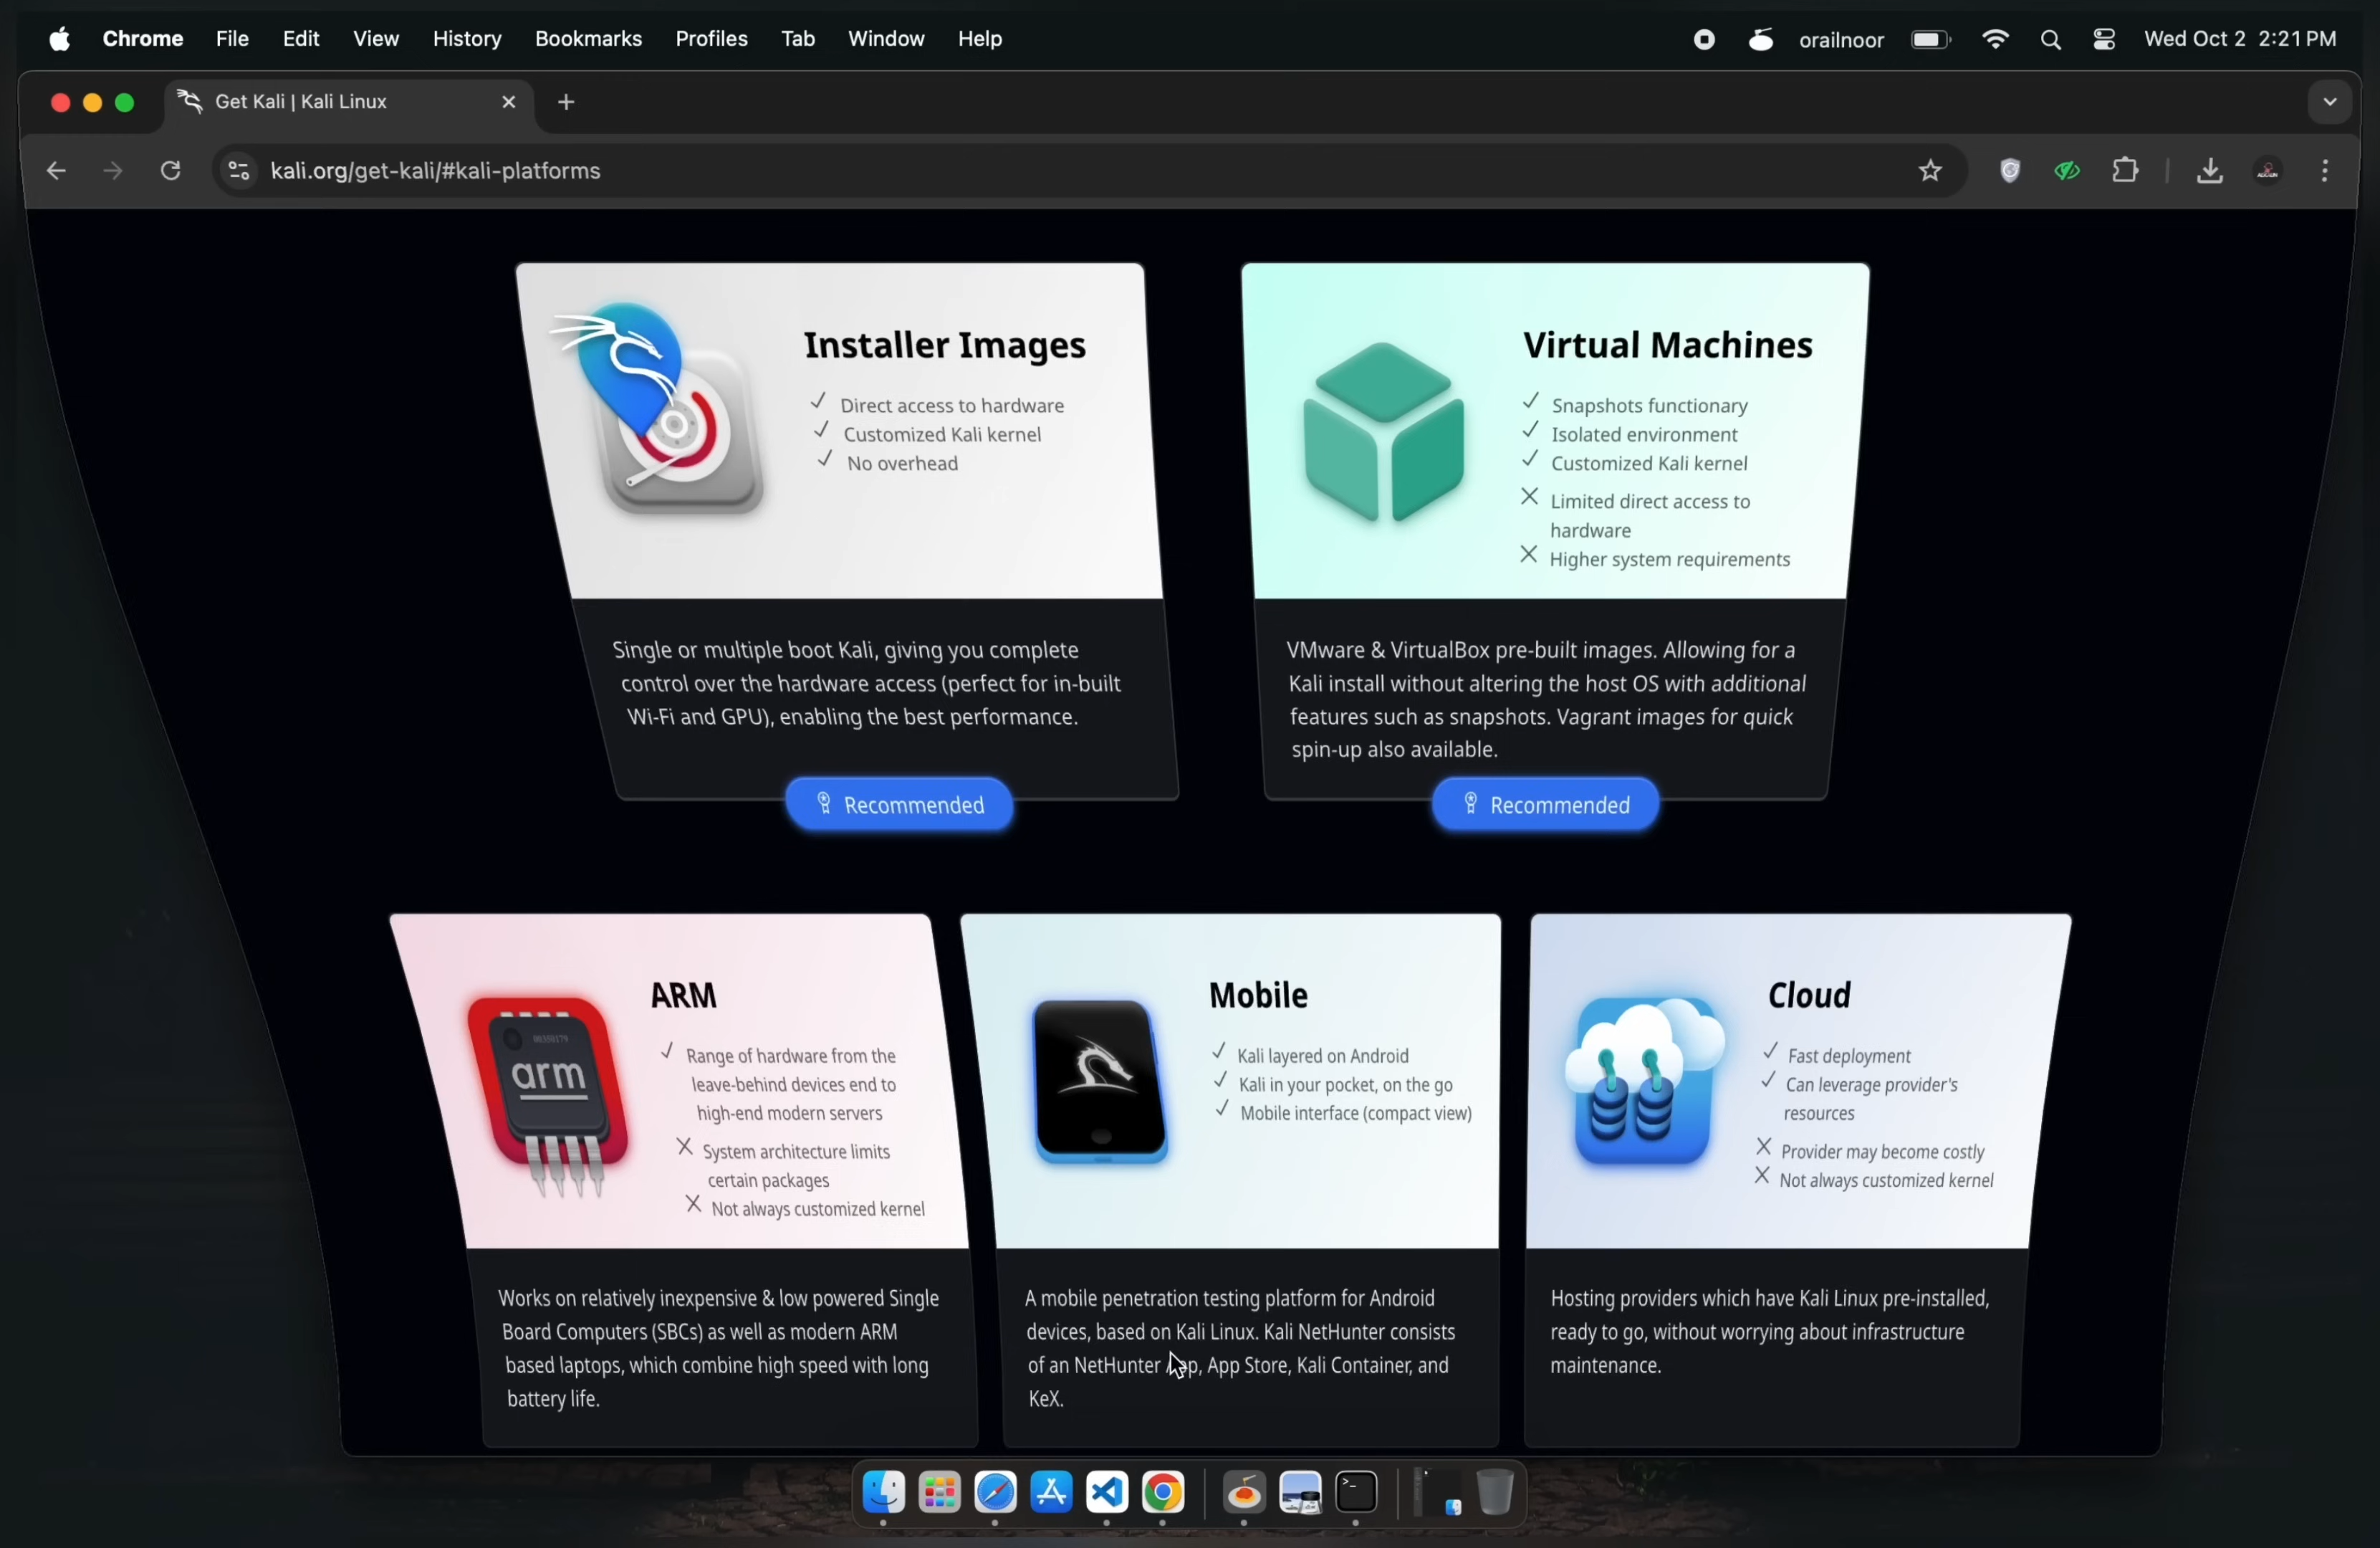 Chrome File Edit View History Bookmarks Profiles Tab Window Help orailnoor Wed Oct 2 2:21 PM
Get Kali | Kali Linux
kali.org/get-kali/#kali-platforms
Installer Images
Direct access to hardware
Customized Kali kernel
No overhead
Single or multiple boot Kali, giving you complete
control over the hardware access (perfect for in-built
Wi-Fi and GPU), enabling the best performance.
Recommended
Virtual Machines
Snapshots functionary
Isolated environment
Customized Kali kernel
Limited direct access to
hardware
Higher system requirements
VMware & VirtualBox pre-built images. Allowing for a
Kali install without altering the host OS with additional
features such as snapshots. Vagrant images for quick
spin-up also available.
Recommended
arm
ARM
Range of hardware from the
leave-behind devices end to
high-end modern servers
System architecture limits
certain packages
Not always customized kernel
Works on relatively inexpensive & low powered Single
Board Computers (SBCs) as well as modern ARM
based laptops, which combine high speed with long
battery life.
Mobile
Kali layered on Android
Kali in your pocket, on the go
Mobile interface (compact view)
A mobile penetration testing platform for Android
devices, based on Kali Linux. Kali NetHunter consists
of an NetHunter App, App Store, Kali Container, and
KeX.
Cloud
Fast deployment
Can leverage provider's
resources
Provider may become costly
Not always customized kernel
Hosting providers which have Kali Linux pre-installed,
ready to go, without worrying about infrastructure
maintenance.